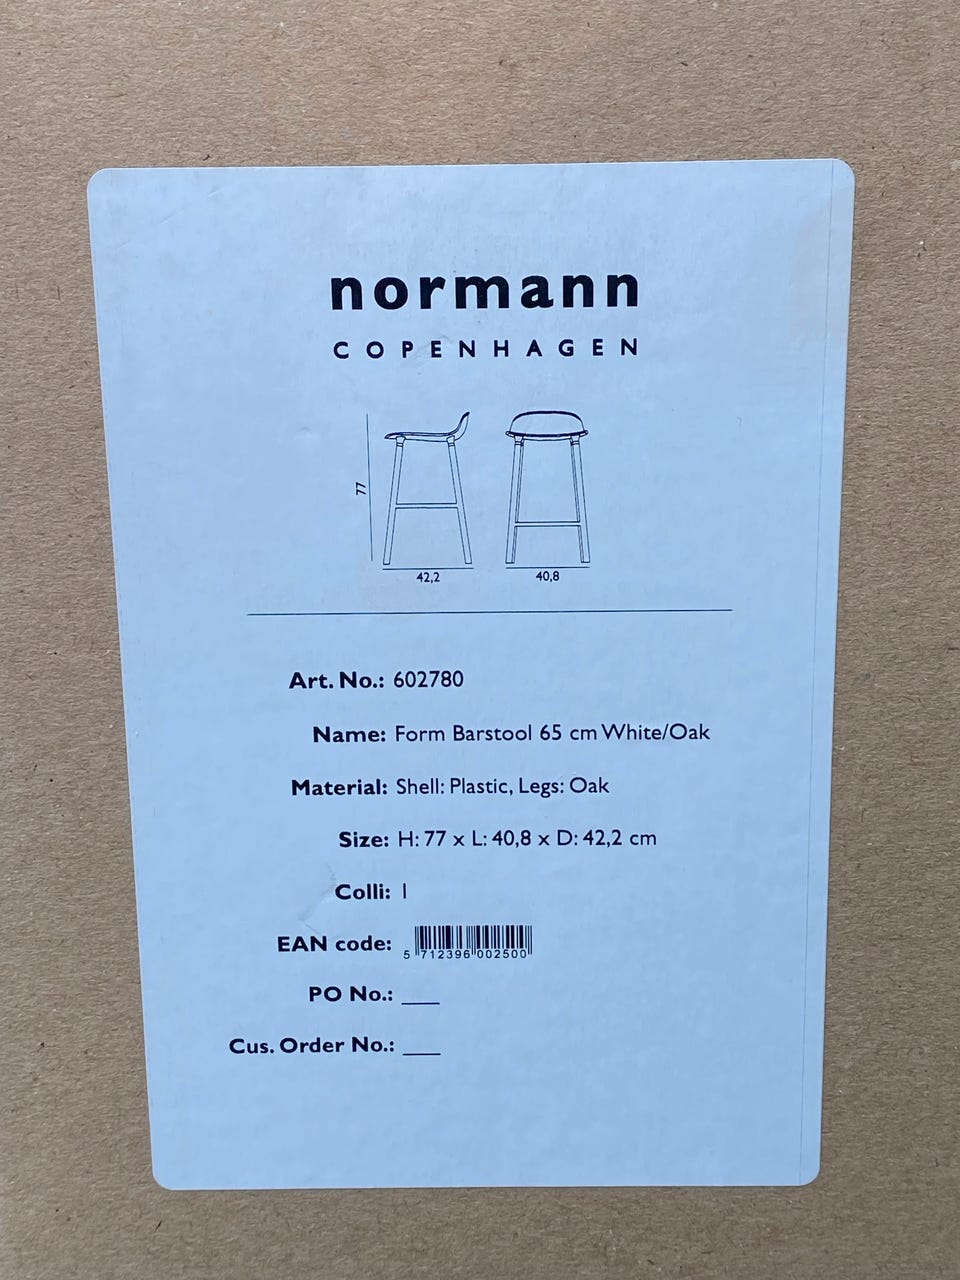 normann
COPENHAGEN
77
42,2
40,8
Art. No.: 602780
Name: Form Barstool 65 cm White/Oak
Material: Shell: Plastic, Legs: Oak
Size: H: 77 x L: 40,8 x D: 42,2 cm
Colli: 1
EAN code: 5 712396 002500
PO No.: ___
Cus. Order No.: ___